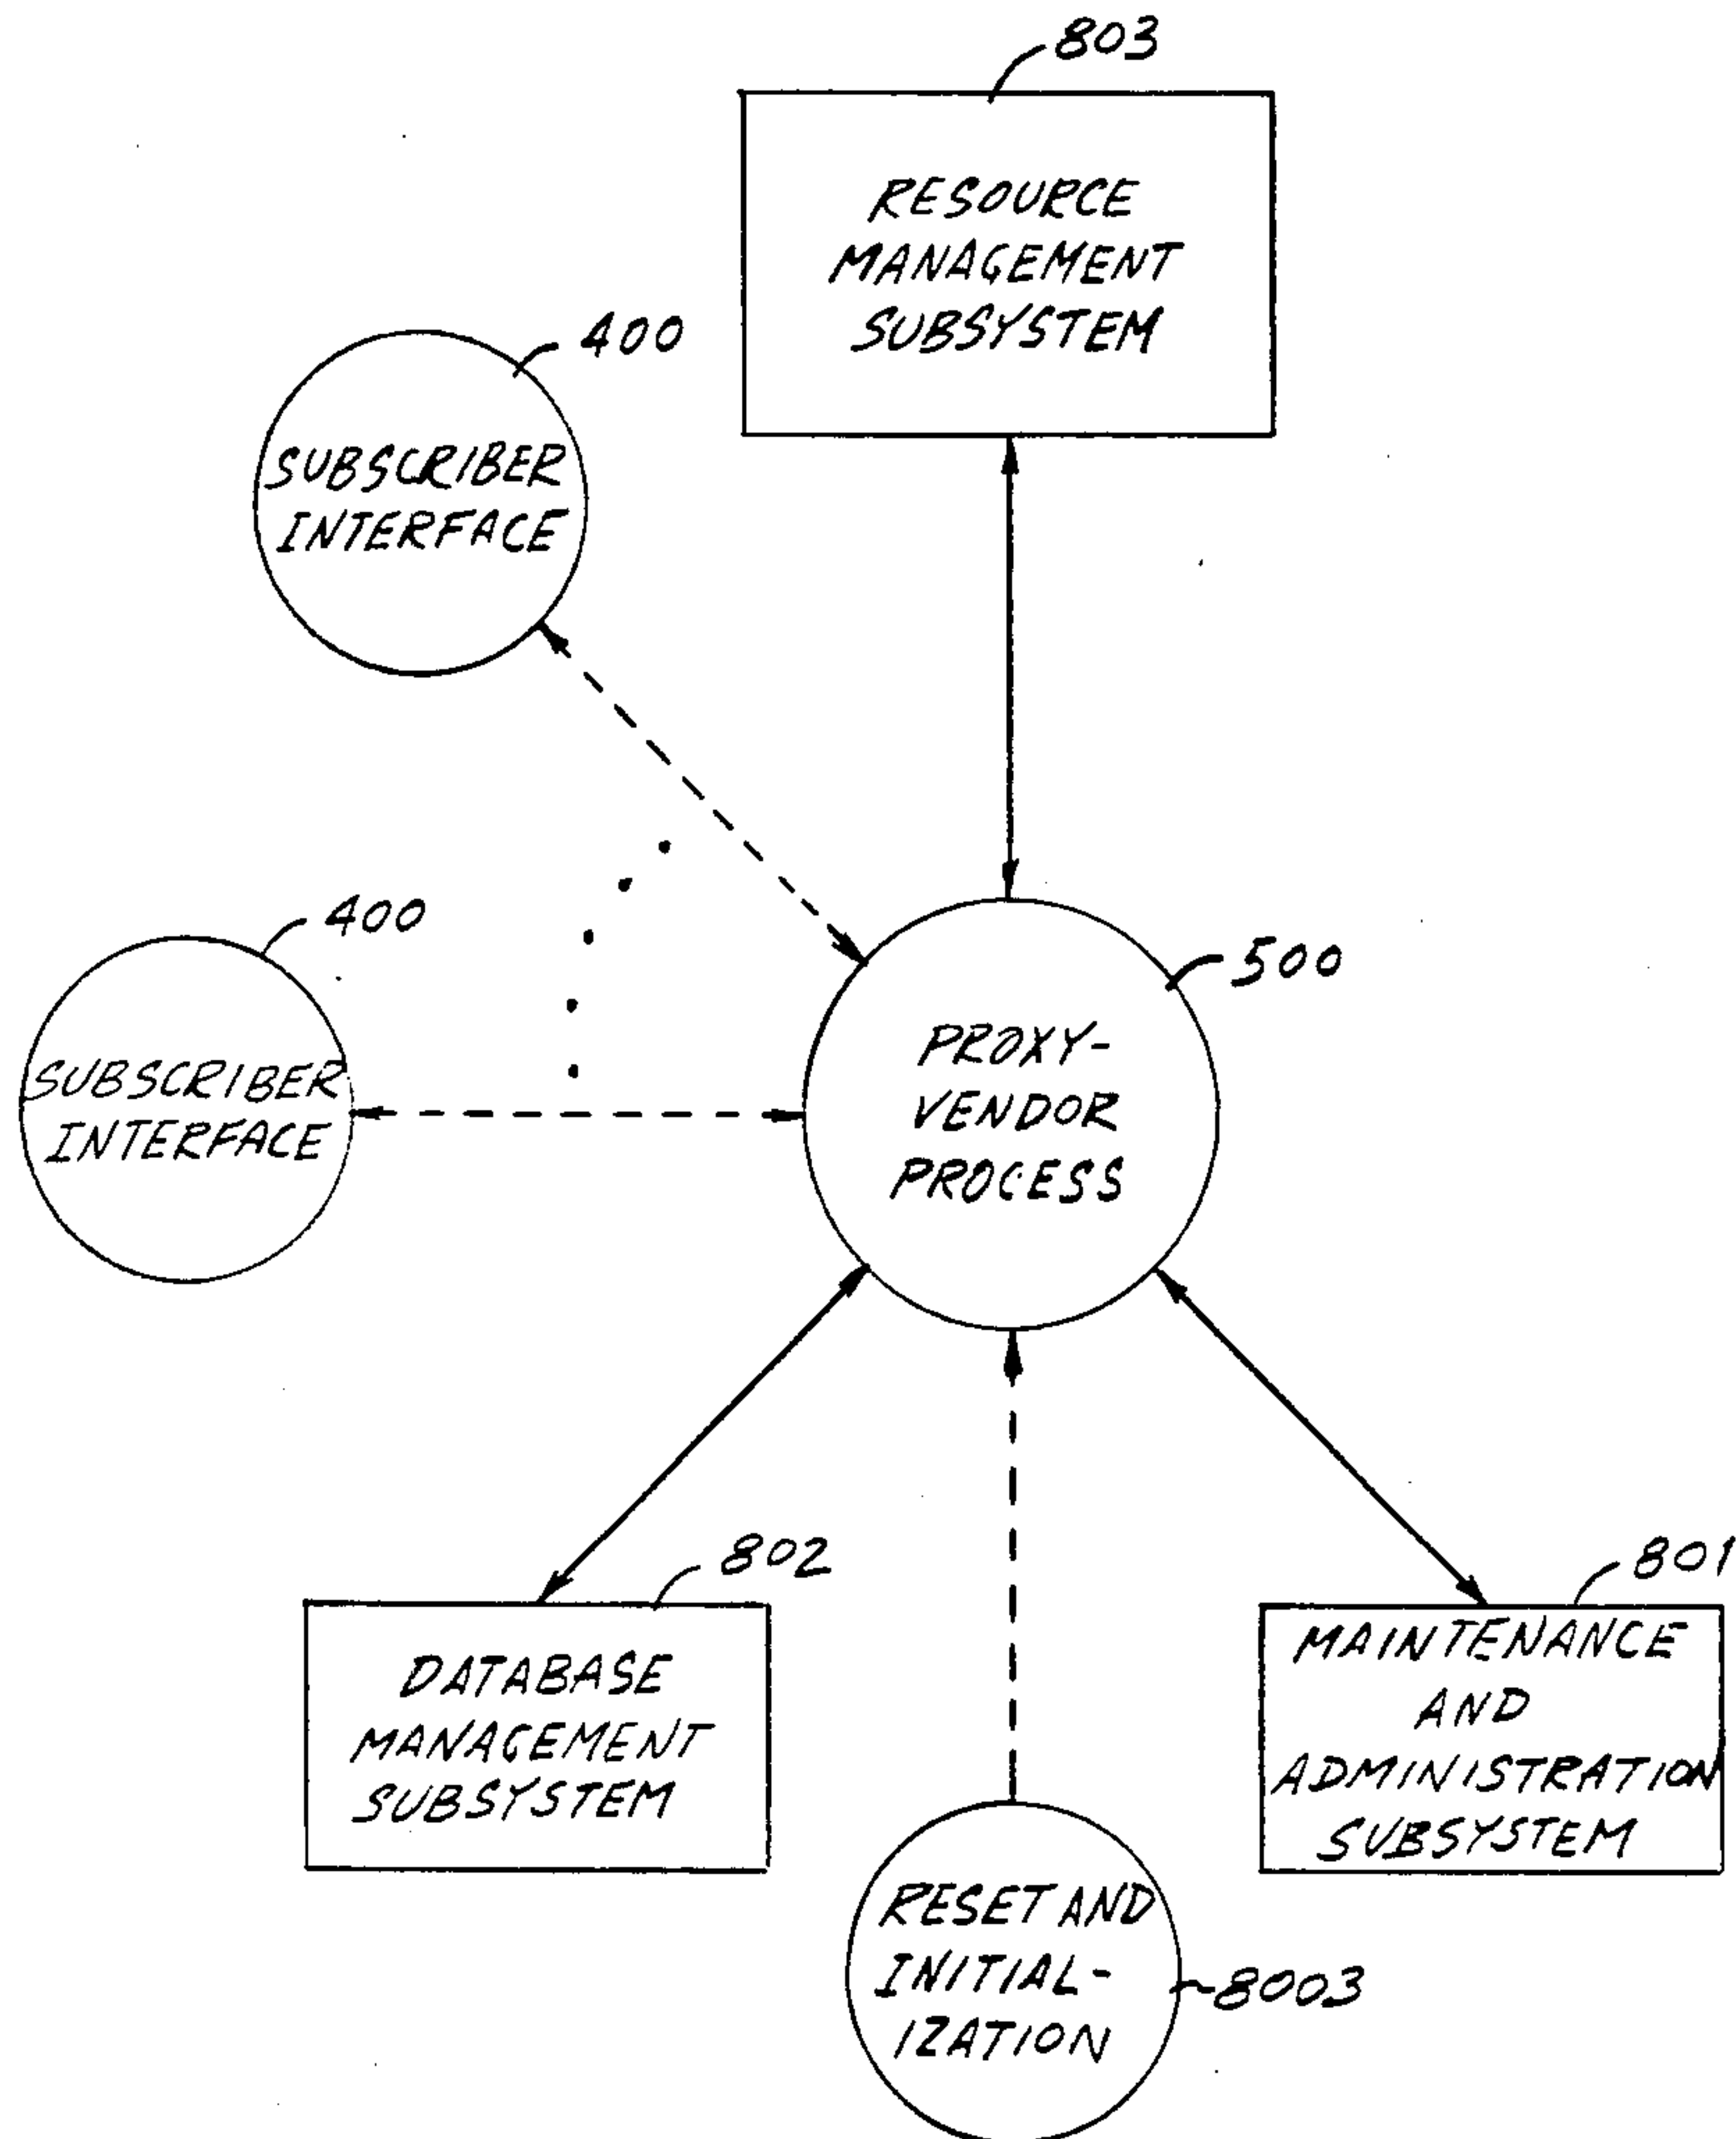 803
RESOURCE
MANAGEMENT
SUBSYSTEM
400
SUBSCRIBER
INTERFACE
400
SUBSCRIBER
INTERFACE
500
PROXY-
VENDOR
PROCESS
802
DATABASE
MANAGEMENT
SUBSYSTEM
801
MAINTENANCE
AND
ADMINISTRATION
SUBSYSTEM
RESET AND
INITIAL-
IZATION
8003